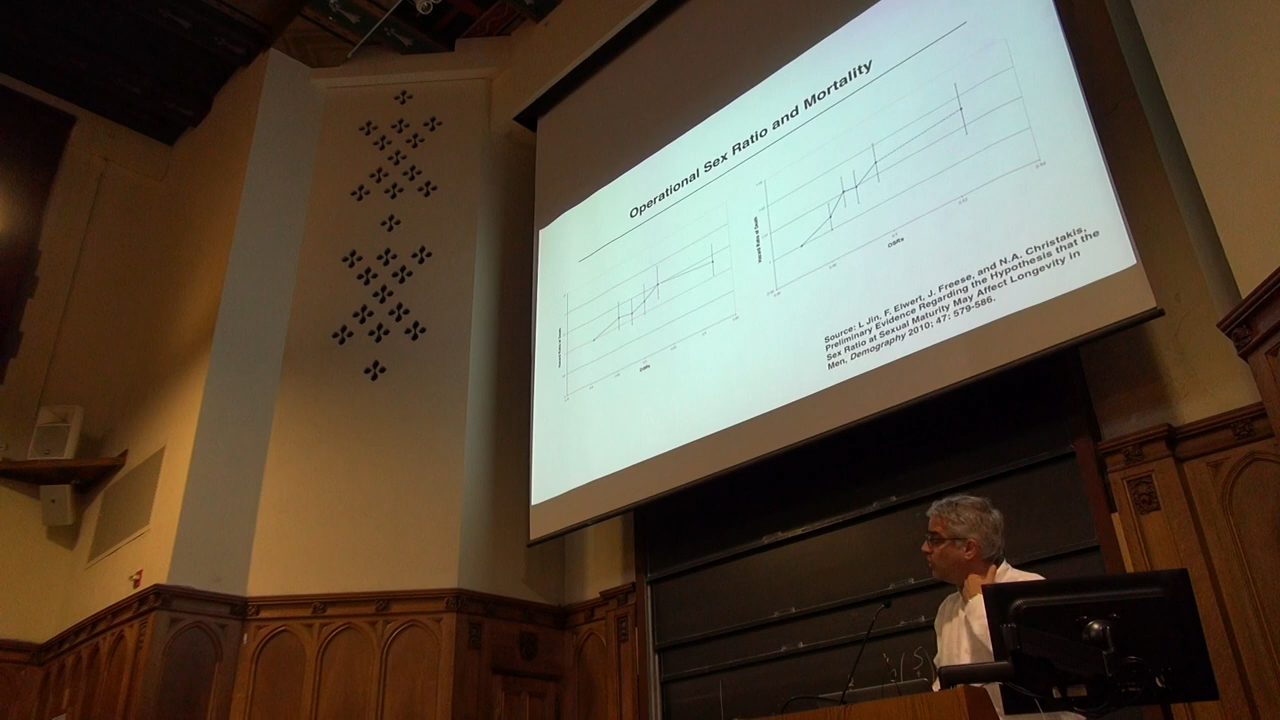 Operational Sex Ratio and Mortality
OSRs
OSRs
Source: L Jin, F. Elwert, J. Freese, and N.A. Christakis,
Preliminary Evidence Regarding the Hypothesis that the
Sex Ratio at Sexual Maturity May Affect Longevity in
Men. Demography 2010; 47: 579-586.